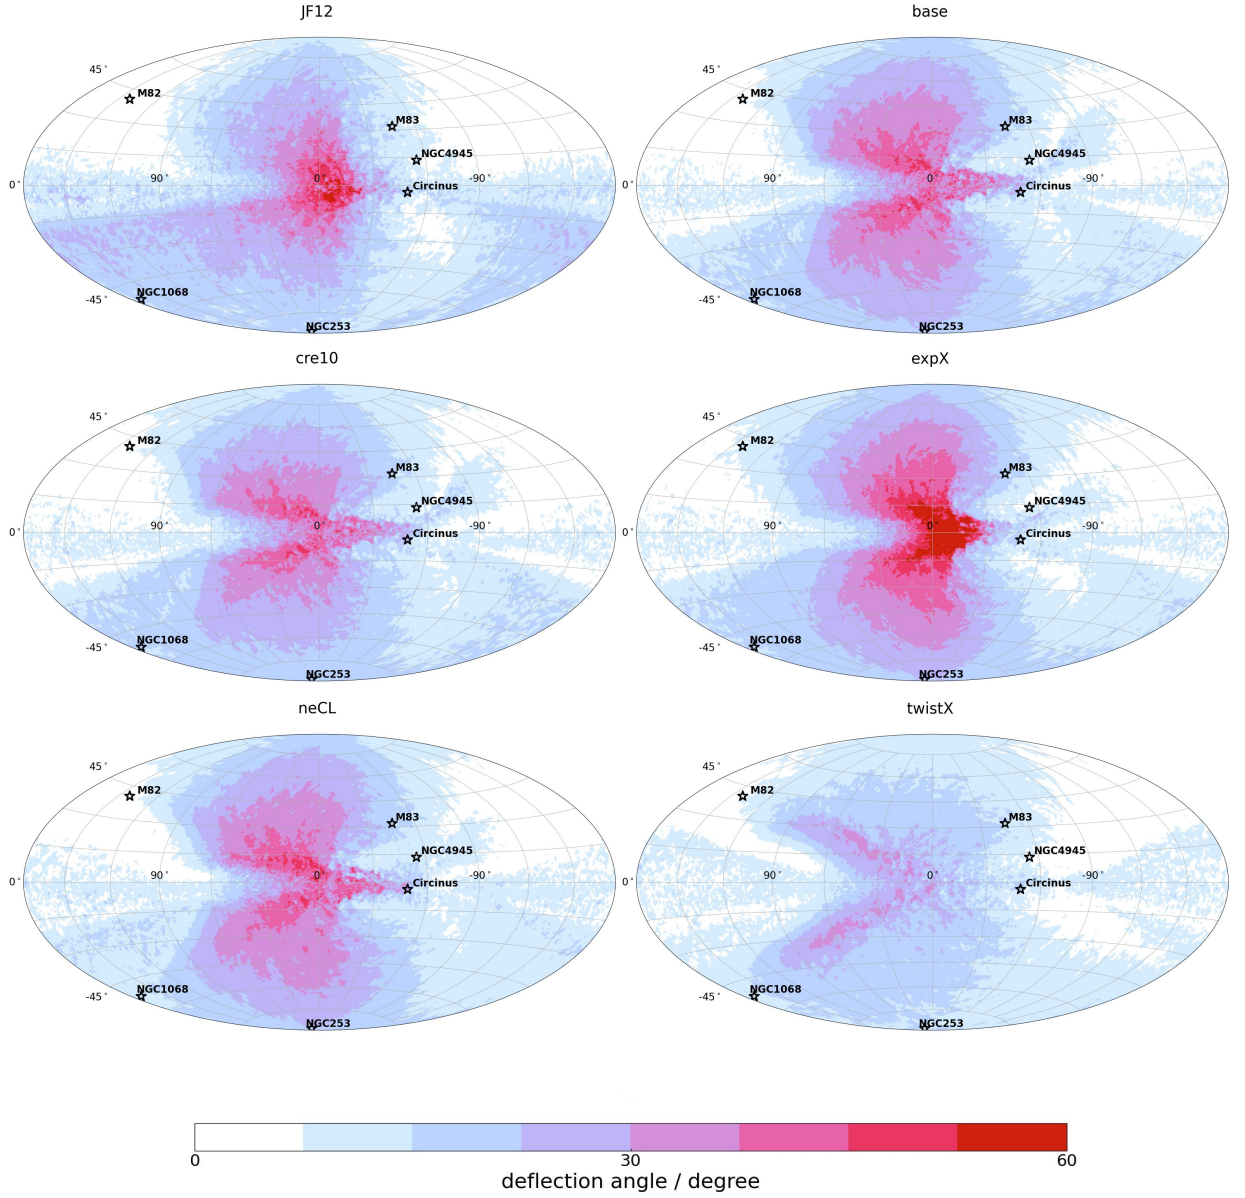 JF12
base
45°
M82
M83
NGC4945
0°
90°
0°
-90°
Circinus
-45°
NGC1068
NGC253
45°
M82
M83
NGC4945
0°
90°
0°
-90°
Circinus
-45°
NGC1068
NGC253
cre10
expX
45°
M82
M83
NGC4945
0°
90°
0°
-90°
Circinus
-45°
NGC1068
NGC253
45°
M82
M83
NGC4945
0°
90°
0°
-90°
Circinus
-45°
NGC1068
NGC253
neCL
twistX
45°
M82
M83
NGC4945
0°
90°
0°
-90°
Circinus
-45°
NGC1068
NGC253
45°
M82
M83
NGC4945
0°
90°
0°
-90°
Circinus
-45°
NGC1068
NGC253
0 30 60
deflection angle / degree